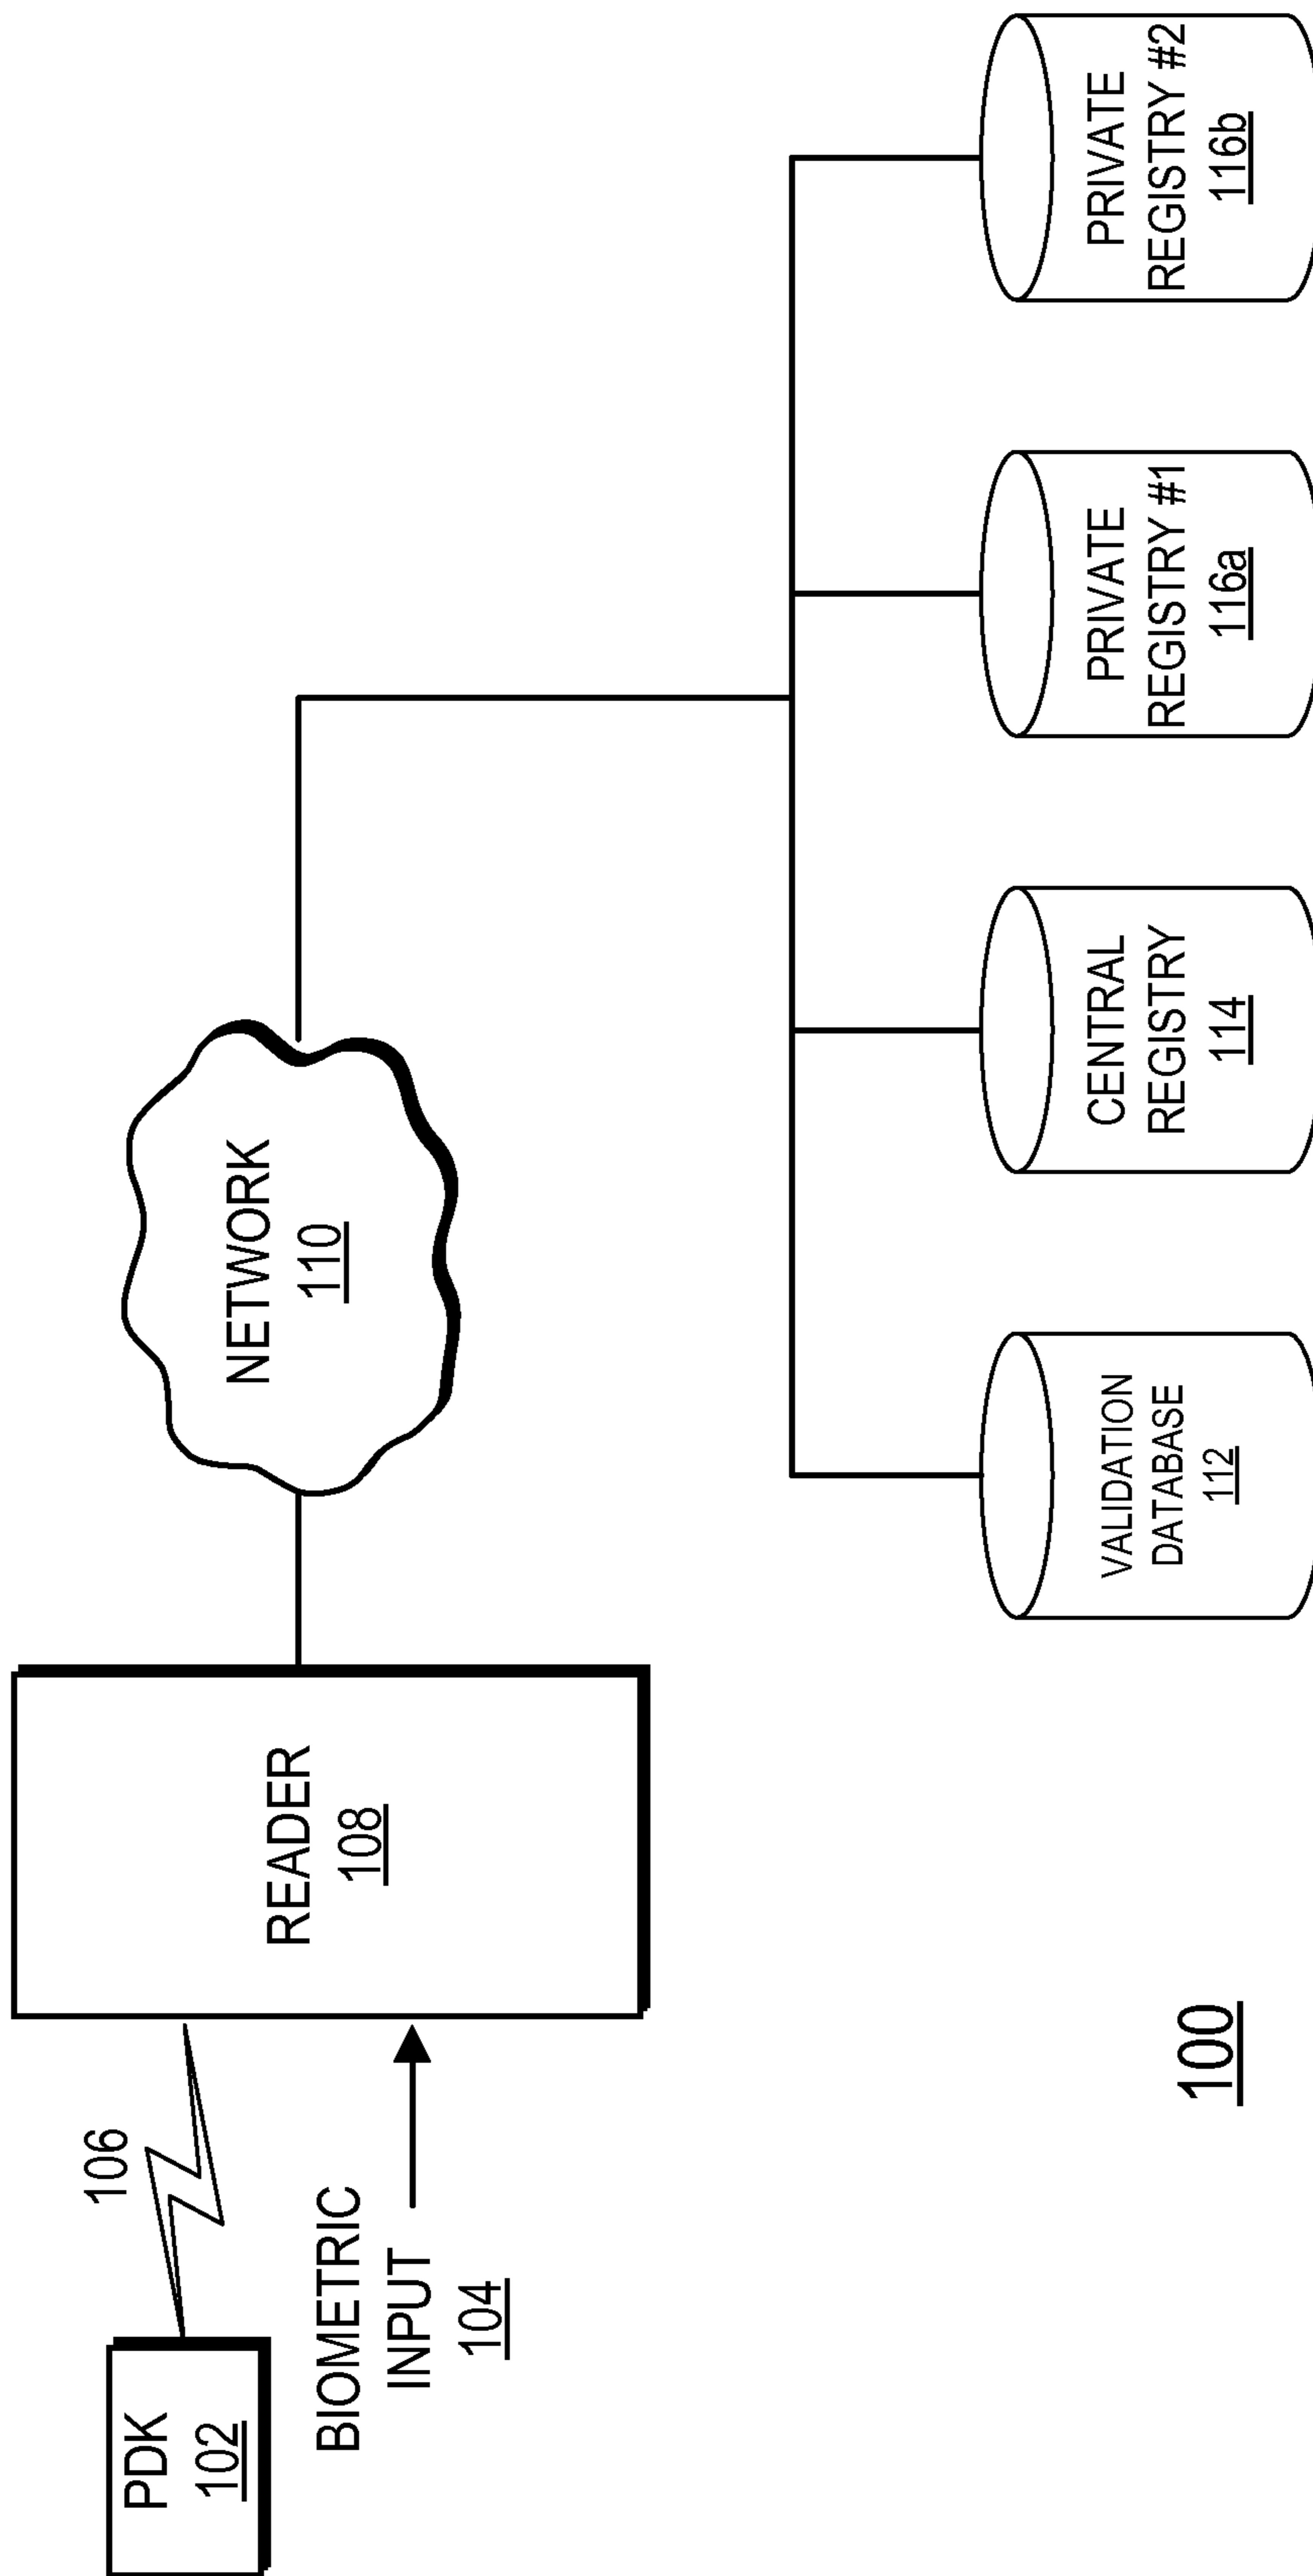 PDK
102
106
BIOMETRIC
INPUT
104
READER
108
NETWORK
110
VALIDATION
DATABASE
112
CENTRAL
REGISTRY
114
PRIVATE
REGISTRY #1
116a
PRIVATE
REGISTRY #2
116b
100